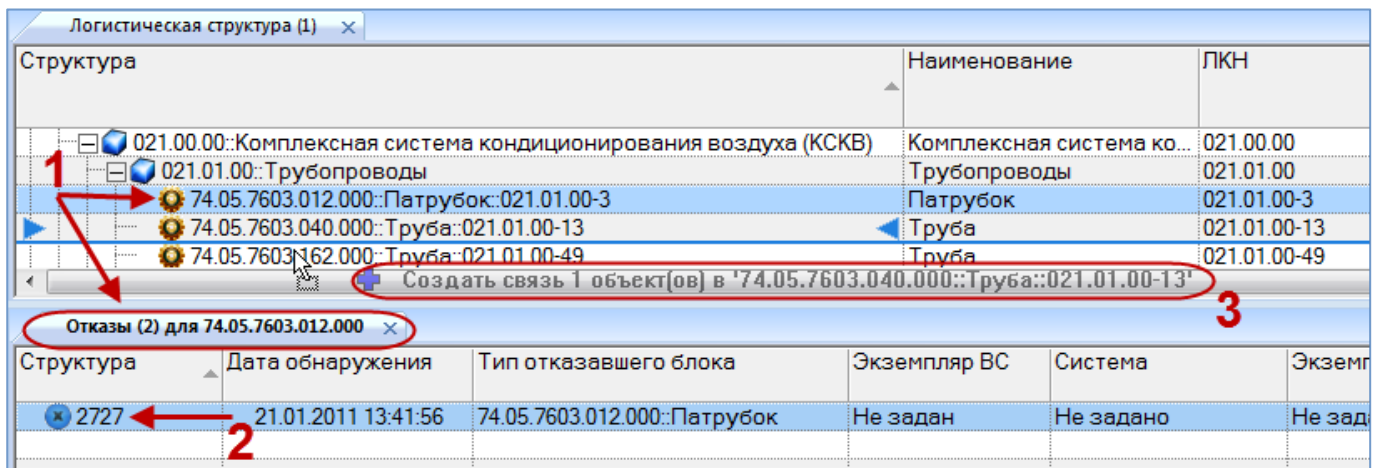 Логистическая структура (1)
Структура Наименование ЛКН
021.00.00::Комплексная система кондиционирования воздуха (КСКВ) Комплексная система ко... 021.00.00
1
021.01.00::Трубопроводы Трубопроводы 021.01.00
74.05.7603.012.000::Патрубок::021.01.00-3 Патрубок 021.01.00-3
74.05.7603.040.000::Труба::021.01.00-13 Труба 021.01.00-13
74.05.7603.162.000::Труба::021.01.00-49 Труба 021.01.00-49
Создать связь 1 объект(ов) в '74.05.7603.040.000::Труба::021.01.00-13'
3
Отказы (2) для 74.05.7603.012.000
Структура Дата обнаружения Тип отказавшего блока Экземпляр ВС Система Экземп
2727 21.01.2011 13:41:56 74.05.7603.012.000::Патрубок Не задан Не задано Не зад
2